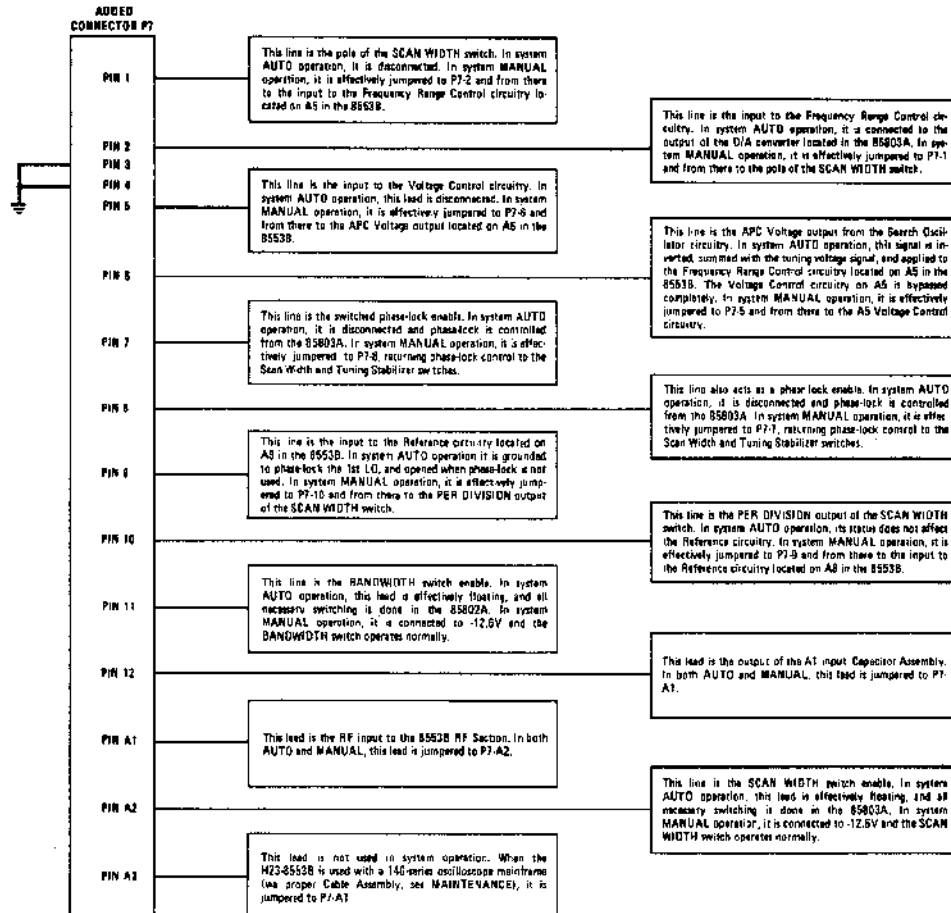 ADDED
CONNECTOR P7
PIN 1
This line is the pole of the SCAN WIDTH switch. In system
AUTO operation, it is disconnected. In system MANUAL
operation, it is effectively jumpered to P7-2 and from there
to the input to the Frequency Range Control circuitry lo-
cated on A5 in the 8553B.
PIN 2
This line is the input to the Frequency Range Control cir-
cuitry. In system AUTO operation, it is connected to the
output of the D/A converter located in the 85803A. In sys-
tem MANUAL operation, it is effectively jumpered to P7-1
and from there to the pole of the SCAN WIDTH switch.
PIN 3
PIN 4
PIN 5
This line is the input to the Voltage Control circuitry. In
system AUTO operation, this lead is disconnected. In system
MANUAL operation, it is effectively jumpered to P7-6 and
from there to the APC Voltage output located on A6 in the
8553B.
PIN 6
This line is the APC Voltage output from the Search Oscil-
lator circuitry. In system AUTO operation, this signal is in-
verted, summed with the tuning voltage signal, and applied to
the Frequency Range Control circuitry located on A5 in the
8553B. The Voltage Control circuitry on A5 is bypassed
completely. In system MANUAL operation, it is effectively
jumpered to P7-5 and from there to the A5 Voltage Control
circuitry.
PIN 7
This line is the switched phase-lock enable. In system AUTO
operation, it is disconnected and phase-lock is controlled
from the 85803A. In system MANUAL operation, it is effec-
tively jumpered to P7-8, returning phase-lock control to the
Scan Width and Tuning Stabilizer switches.
PIN 8
This line also acts as a phase lock enable. In system AUTO
operation, it is disconnected and phase-lock is controlled
from the 85803A. In system MANUAL operation, it is effec-
tively jumpered to P7-7, returning phase-lock control to the
Scan Width and Tuning Stabilizer switches.
PIN 9
This line is the input to the Reference circuitry located on
A8 in the 8553B. In system AUTO operation it is grounded
to phase-lock the 1st LO, and opened when phase-lock is not
used. In system MANUAL operation, it is effectively jump-
ered to P7-10 and from there to the PER DIVISION output
of the SCAN WIDTH switch.
PIN 10
This line is the PER DIVISION output of the SCAN WIDTH
switch. In system AUTO operation, its status does not affect
the Reference circuitry. In system MANUAL operation, it is
effectively jumpered to P7-9 and from there to the input to
the Reference circuitry located on A8 in the 8553B.
PIN 11
This line is the BANDWIDTH switch enable. In system
AUTO operation, this lead is effectively floating, and all
necessary switching is done in the 85802A. In system
MANUAL operation, it is connected to -12.6V and the
BANDWIDTH switch operates normally.
PIN 12
This lead is the output of the A1 input Capacitor Assembly.
In both AUTO and MANUAL, this lead is jumpered to P7-
A1.
PIN A1
This lead is the RF input to the 8553B RF Section. In both
AUTO and MANUAL, this lead is jumpered to P7-A2.
PIN A2
This line is the SCAN WIDTH switch enable. In system
AUTO operation, this lead is effectively floating, and all
necessary switching is done in the 85803A. In system
MANUAL operation, it is connected to -12.6V and the SCAN
WIDTH switch operates normally.
PIN A3
This lead is not used in system operation. When the
H23-8553B is used with a 140-series oscilloscope mainframe
(via proper Cable Assembly, see MAINTENANCE), it is
jumpered to P7-A1